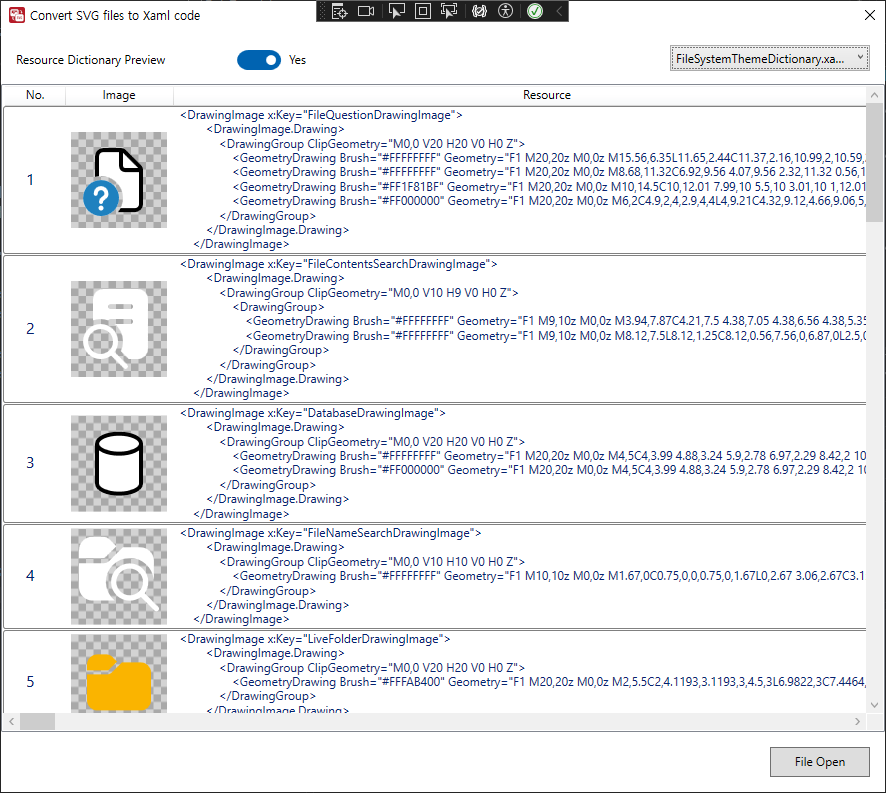 Convert SVG files to Xaml code
Resource Dictionary Preview
Yes
FileSystemThemeDictionary.xa...
No.
Image
Resource
1
?
<DrawingImage x:Key="FileQuestionDrawingImage">
<DrawingImage.Drawing>
<DrawingGroup ClipGeometry="M0,0 V20 H20 V0 H0 Z">
<GeometryDrawing Brush="#FFFFFFFF" Geometry="F1 M20,20z M0,0z M15.56,6.35L11.65,2.44C11.37,2.16,10.99,2,10.59,
<GeometryDrawing Brush="#FFFFFFFF" Geometry="F1 M20,20z M0,0z M8.68,11.32C6.92,9.56 4.07,9.56 2.32,11.32 0.56,1
<GeometryDrawing Brush="#FF1F81BF" Geometry="F1 M20,20z M0,0z M10,14.5C10,12.01 7.99,10 5.5,10 3.01,10 1,12.01
<GeometryDrawing Brush="#FF000000" Geometry="F1 M20,20z M0,0z M6,2C4.9,2,4,2.9,4,4L4,9.21C4.32,9.12,4.66,9.06,5,
</DrawingGroup>
</DrawingImage.Drawing>
</DrawingImage>
2
<DrawingImage x:Key="FileContentsSearchDrawingImage">
<DrawingImage.Drawing>
<DrawingGroup ClipGeometry="M0,0 V10 H9 V0 H0 Z">
<DrawingGroup>
<GeometryDrawing Brush="#FFFFFFFF" Geometry="F1 M9,10z M0,0z M3.94,7.87C4.21,7.5 4.38,7.05 4.38,6.56 4.38,5.35
<GeometryDrawing Brush="#FFFFFFFF" Geometry="F1 M9,10z M0,0z M8.12,7.5L8.12,1.25C8.12,0.56,7.56,0,6.87,0L2.5,0
</DrawingGroup>
</DrawingGroup>
</DrawingImage.Drawing>
</DrawingImage>
3
<DrawingImage x:Key="DatabaseDrawingImage">
<DrawingImage.Drawing>
<DrawingGroup ClipGeometry="M0,0 V20 H20 V0 H0 Z">
<GeometryDrawing Brush="#FFFFFFFF" Geometry="F1 M20,20z M0,0z M4,5C4,3.99 4.88,3.24 5.9,2.78 6.97,2.29 8.42,2 10
<GeometryDrawing Brush="#FF000000" Geometry="F1 M20,20z M0,0z M4,5C4,3.99 4.88,3.24 5.9,2.78 6.97,2.29 8.42,2 10
</DrawingGroup>
</DrawingImage.Drawing>
</DrawingImage>
4
<DrawingImage x:Key="FileNameSearchDrawingImage">
<DrawingImage.Drawing>
<DrawingGroup ClipGeometry="M0,0 V10 H10 V0 H0 Z">
<GeometryDrawing Brush="#FFFFFFFF" Geometry="F1 M10,10z M0,0z M1.67,0C0.75,0,0,0.75,0,1.67L0,2.67 3.06,2.67C3.1
</DrawingGroup>
</DrawingImage.Drawing>
</DrawingImage>
5
<DrawingImage x:Key="LiveFolderDrawingImage">
<DrawingImage.Drawing>
<DrawingGroup ClipGeometry="M0,0 V20 H20 V0 H0 Z">
<GeometryDrawing Brush="#FFFAB400" Geometry="F1 M20,20z M0,0z M2,5.5C2,4.1193,3.1193,3,4.5,3L6.9822,3C7.4464,
</DrawingGroup>
</DrawingImage.Drawing>
File Open